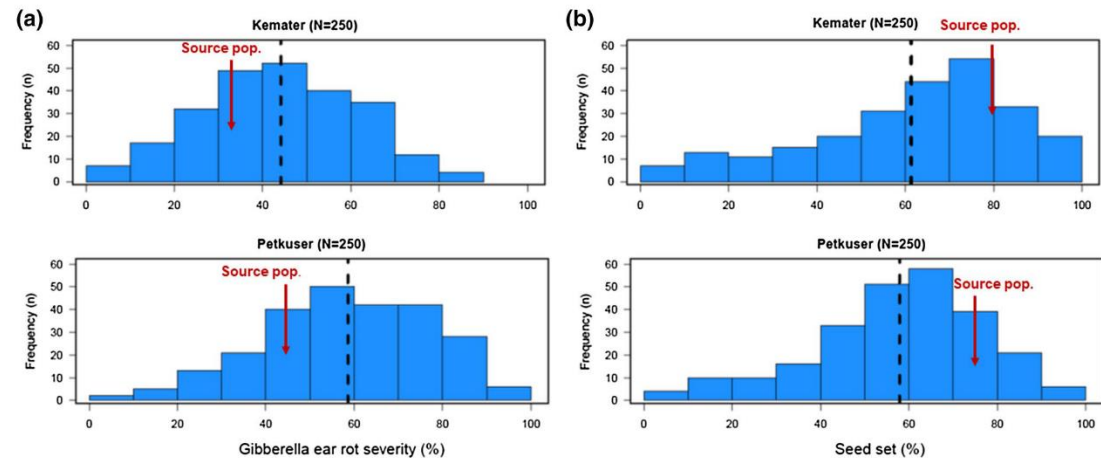 (a)
Kemater (N=250)
Source pop.
Frequency (n)
60
50
40
30
20
10
0
0 20 40 60 80 100
Petkuser (N=250)
Source pop.
Frequency (n)
60
50
40
30
20
10
0
0 20 40 60 80 100
Gibberella ear rot severity (%)
(b)
Kemater (N=250)
Source pop.
Frequency (n)
60
50
40
30
20
10
0
0 20 40 60 80 100
Petkuser (N=250)
Source pop.
Frequency (n)
60
50
40
30
20
10
0
0 20 40 60 80 100
Seed set (%)